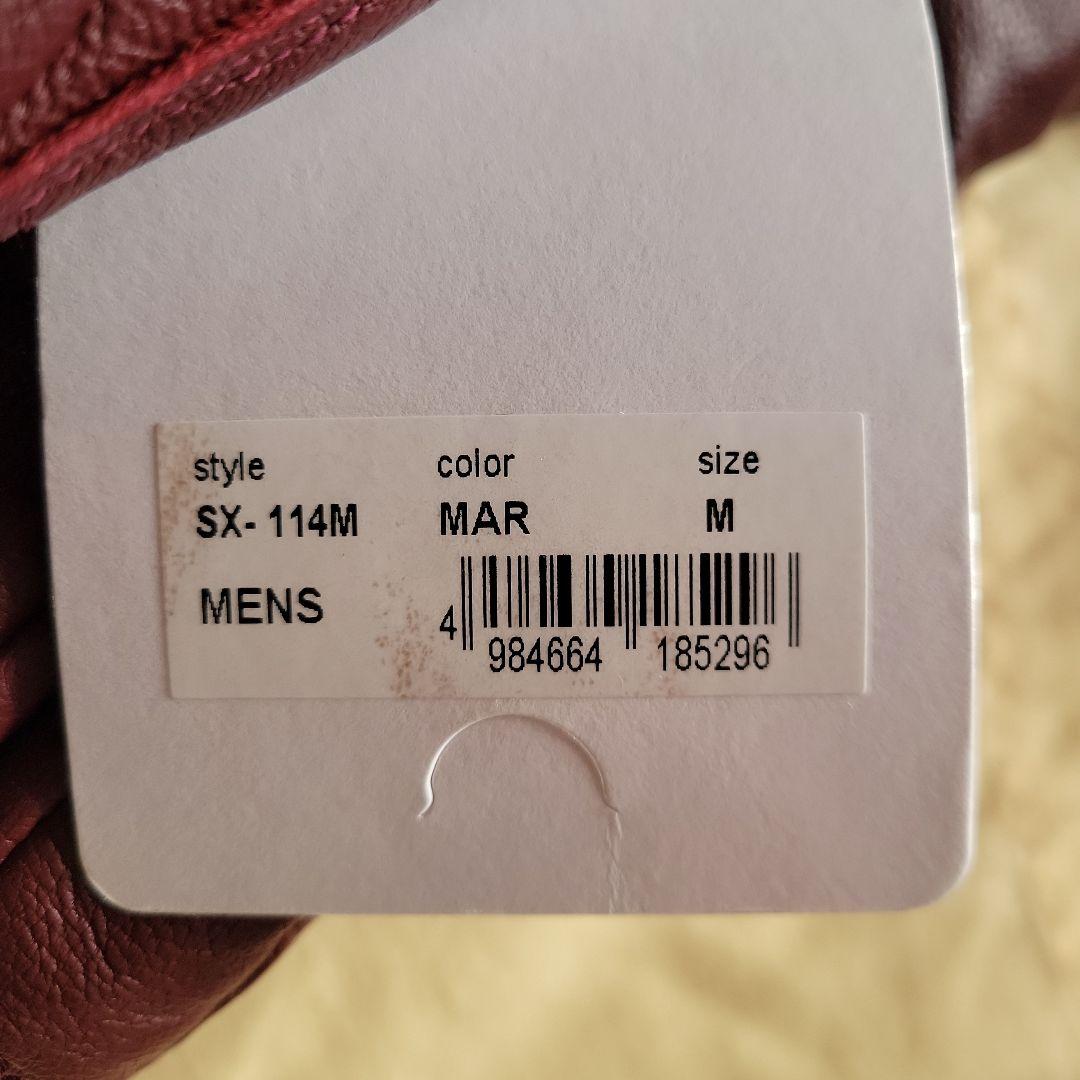 style color size
SX- 114M MAR M
MENS
4 984664 185296